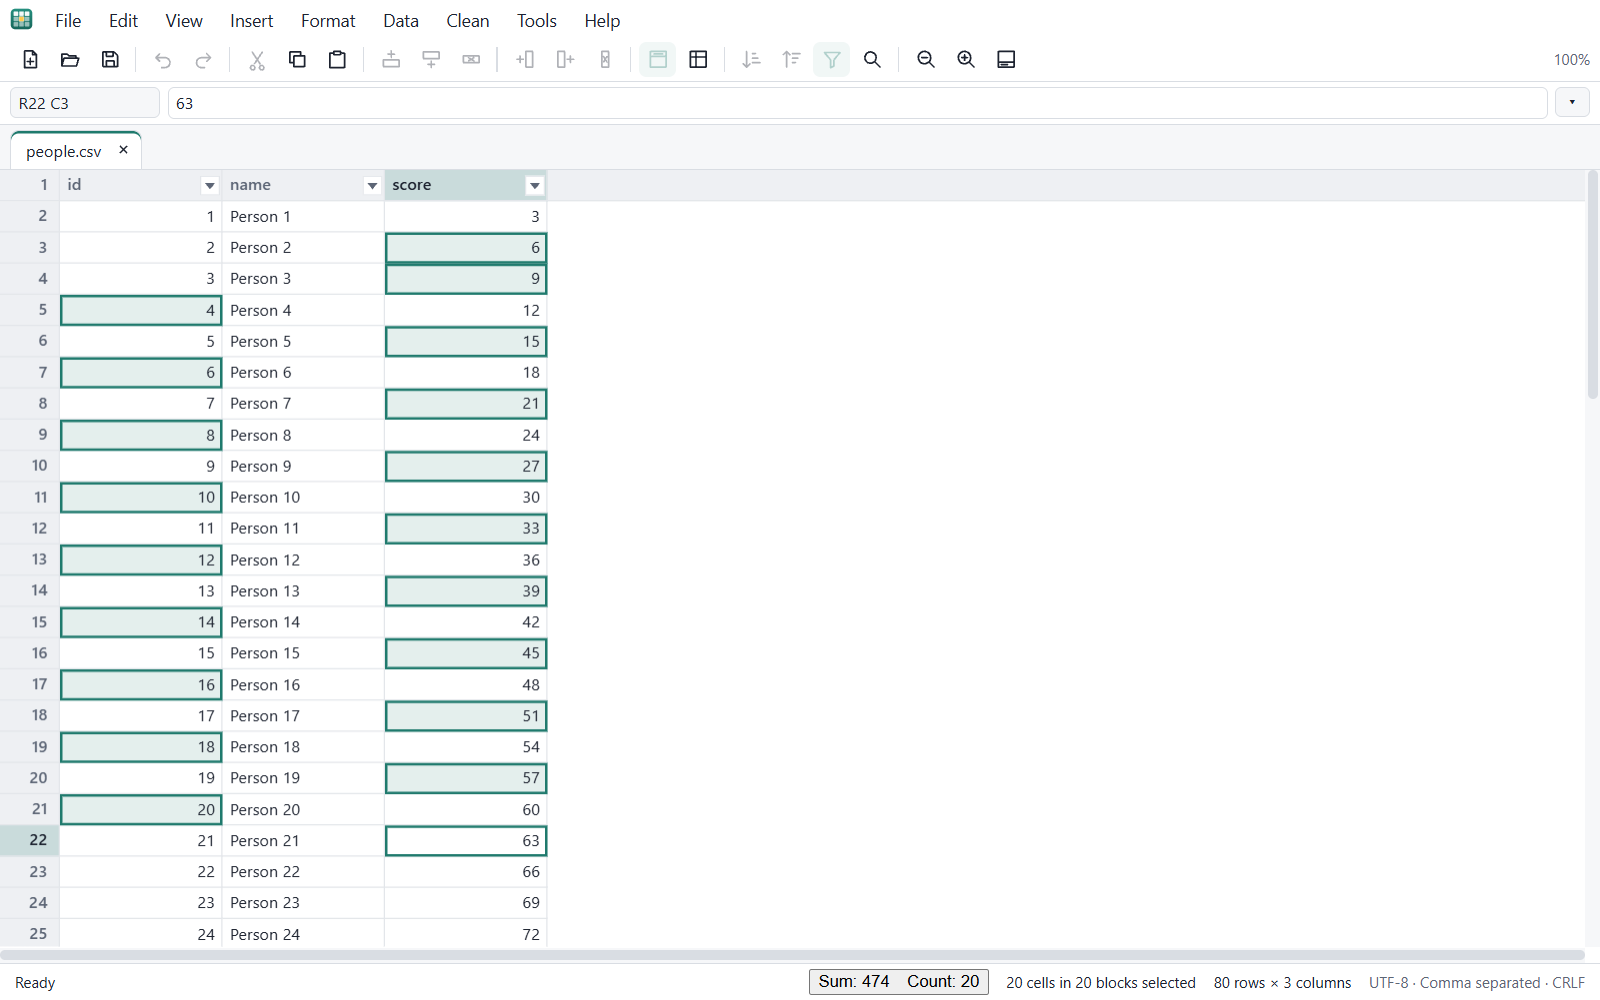 File Edit View Insert Format Data Clean Tools Help
100%
R22 C3 63
people.csv ×
1 id name score
2 1 Person 1 3
3 2 Person 2 6
4 3 Person 3 9
5 4 Person 4 12
6 5 Person 5 15
7 6 Person 6 18
8 7 Person 7 21
9 8 Person 8 24
10 9 Person 9 27
11 10 Person 10 30
12 11 Person 11 33
13 12 Person 12 36
14 13 Person 13 39
15 14 Person 14 42
16 15 Person 15 45
17 16 Person 16 48
18 17 Person 17 51
19 18 Person 18 54
20 19 Person 19 57
21 20 Person 20 60
22 21 Person 21 63
23 22 Person 22 66
24 23 Person 23 69
25 24 Person 24 72
Ready Sum: 474 Count: 20 20 cells in 20 blocks selected 80 rows × 3 columns UTF-8 · Comma separated · CRLF